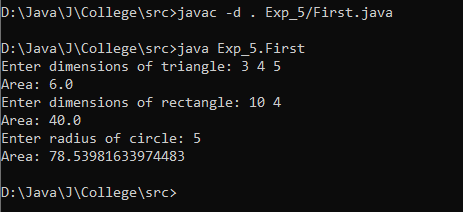 D:\Java\J\College\src>javac -d . Exp_5/First.java
D:\Java\J\College\src>java Exp_5.First
Enter dimensions of triangle: 3 4 5
Area: 6.0
Enter dimensions of rectangle: 10 4
Area: 40.0
Enter radius of circle: 5
Area: 78.53981633974483
D:\Java\J\College\src>